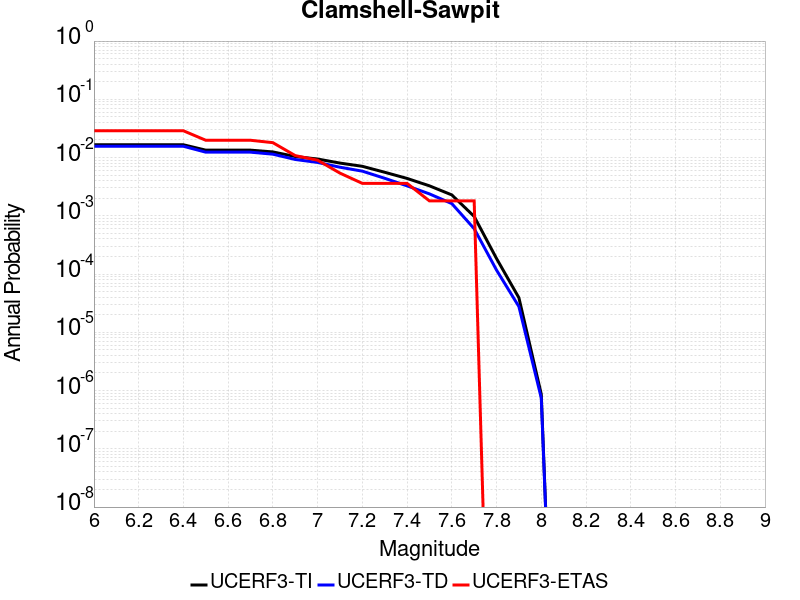 Clamshell-Sawpit
10^0
10^-1
10^-2
10^-3
10^-4
10^-5
10^-6
10^-7
10^-8
Annual Probability
6 6.2 6.4 6.6 6.8 7 7.2 7.4 7.6 7.8 8 8.2 8.4 8.6 8.8 9
Magnitude
UCERF3-TI UCERF3-TD UCERF3-ETAS